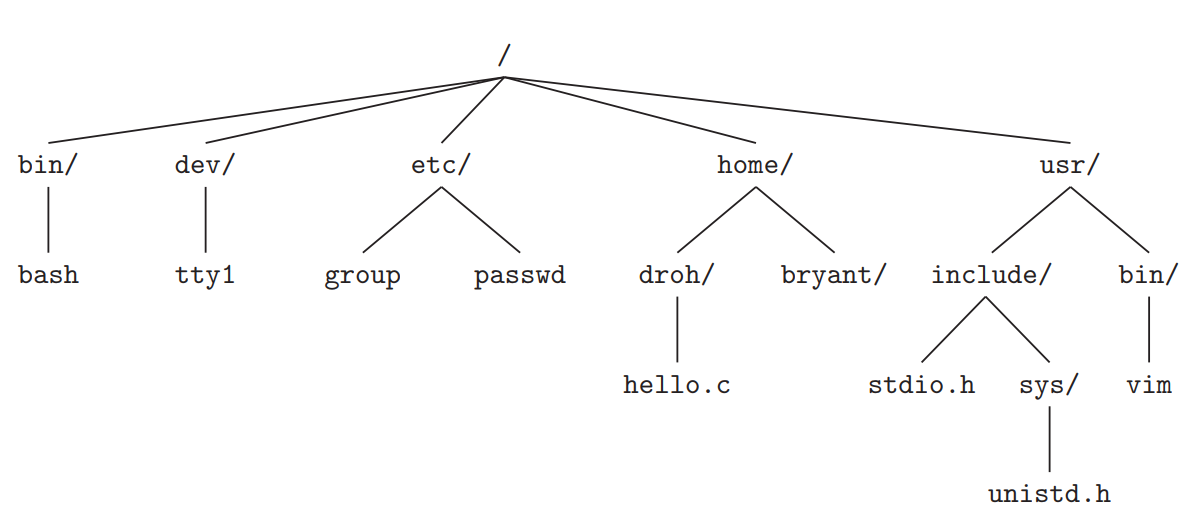 /
bin/ dev/ etc/ home/ usr/
bash tty1 group passwd droh/ bryant/ include/ bin/
hello.c stdio.h sys/ vim
unistd.h